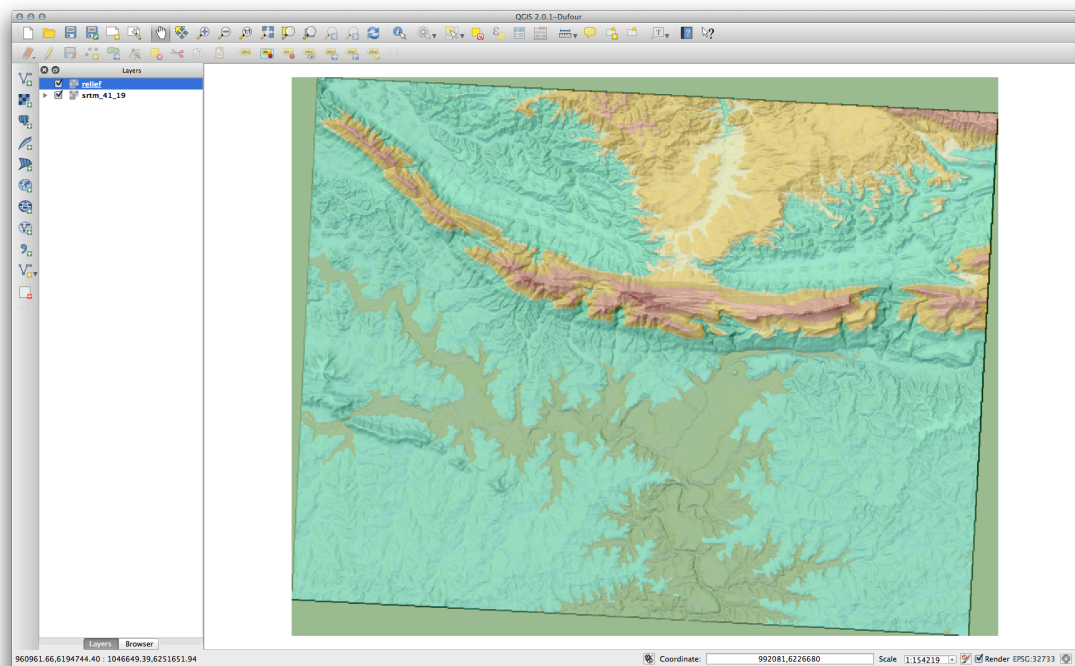 QGIS 2.0.1-Dufour
Layers
relief
srtm_41_19
Layers Browser
960961.66,6194744.40 : 1046649.39,6251651.94 Coordinate: 992081,6226680 Scale 1:154219 Render EPSG:32733